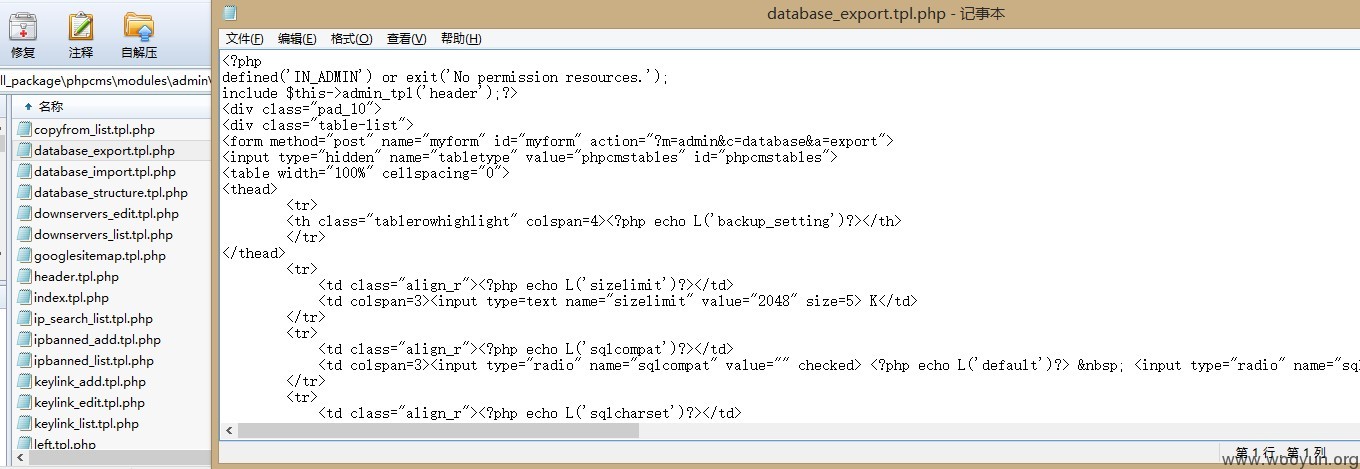 database_export.tpl.php - 记事本
修复 注释 自解压
文件(F) 编辑(E) 格式(O) 查看(V) 帮助(H)
ll_package\phpcms\modules\admin\
名称
copyfrom_list.tpl.php
database_export.tpl.php
database_import.tpl.php
database_structure.tpl.php
downservers_edit.tpl.php
downservers_list.tpl.php
googlesitemap.tpl.php
header.tpl.php
index.tpl.php
ip_search_list.tpl.php
ipbanned_add.tpl.php
ipbanned_list.tpl.php
keylink_add.tpl.php
keylink_edit.tpl.php
keylink_list.tpl.php
left.tpl.php
<?php
defined('IN_ADMIN') or exit('No permission resources.');
include $this->admin_tpl('header');?>
<div class="pad_10">
<div class="table-list">
<form method="post" name="myform" id="myform" action="?m=admin&c=database&a=export">
<input type="hidden" name="tabletype" value="phpcmstables" id="phpcmstables">
<table width="100%" cellspacing="0">
<thead>
<tr>
<th class="tablerowhighlight" colspan=4><?php echo L('backup_setting')?></th>
</tr>
</thead>
<tr>
<td class="align_r"><?php echo L('sizelimit')?></td>
<td colspan=3><input type=text name="sizelimit" value="2048" size=5> K</td>
</tr>
<tr>
<td class="align_r"><?php echo L('sqlcompat')?></td>
<td colspan=3><input type="radio" name="sqlcompat" value="" checked> <?php echo L('default')?> &nbsp; <input type="radio" name="sq
</tr>
<tr>
<td class="align_r"><?php echo L('sqlcharset')?></td>
第 1 行，第 1 列
www.wooyun.org